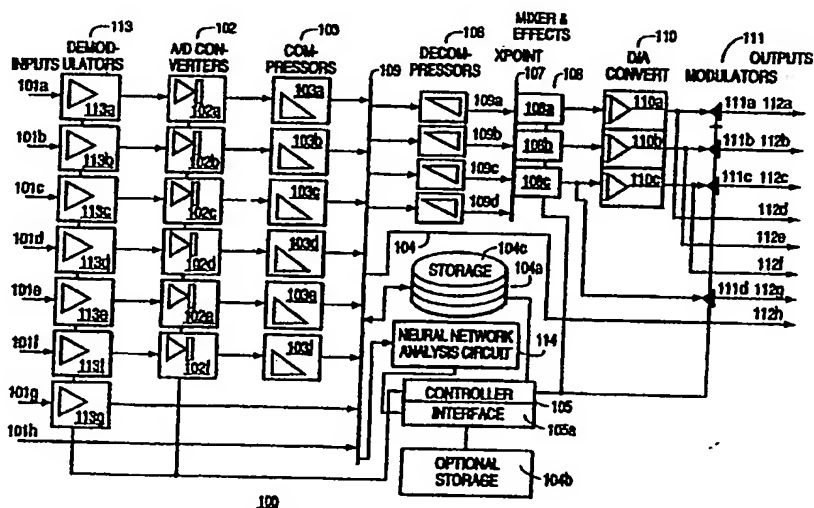 MIXER &
113 102 103 108 EFFECTS 110
DEMOD- A/D CON- COM- DECOM- XPOINT D/A 111
INPUTS ULATORS VERTERS PRESSORS 109 PRESSORS 107 108 CONVERT MODULATORS OUTPUTS
101a 113a 102a 103a 109a 108a 110a 111a 112a
101b 113b 102b 103b 109b 108b 110b 111b 112b
101c 113c 102c 103c 109c 108c 110c 111c 112c
109d 112d
101d 113d 102d 103d 104 104c 112e
STORAGE 104a 112f
101e 113e 102e 103e 111d 112g
NEURAL NETWORK 112h
ANALYSIS CIRCUIT 114
101f 113f 102f 103f
CONTROLLER 105
101g 113g INTERFACE 105a
101h
OPTIONAL
STORAGE 104b
100